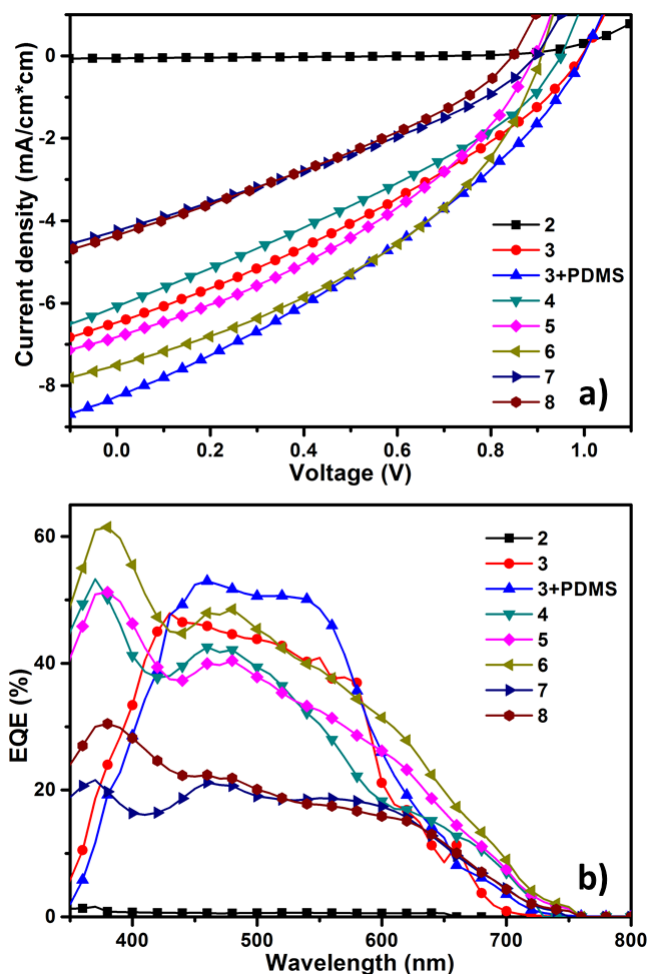 0
-2
-4
-6
-8
Current density (mA/cm*cm)
2
3
3+PDMS
4
5
6
7
8
a)
0.0 0.2 0.4 0.6 0.8 1.0
Voltage (V)
60
40
20
0
EQE (%)
2
3
3+PDMS
4
5
6
7
8
b)
400 500 600 700 800
Wavelength (nm)